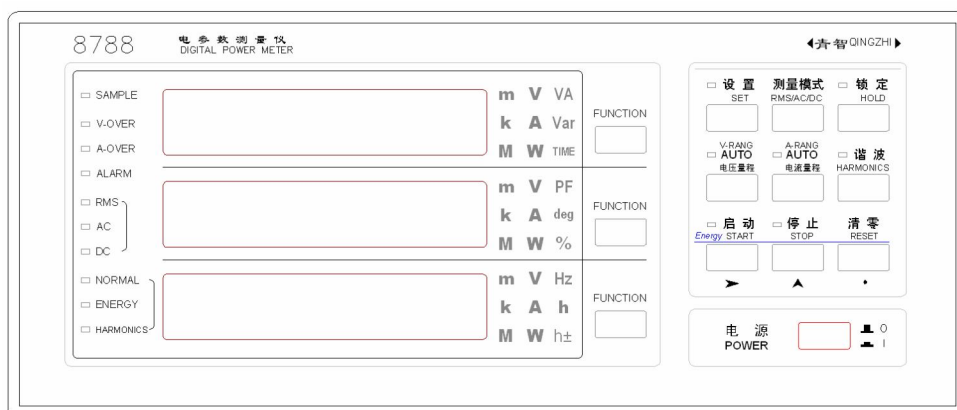 8788 电参数测量仪 ◀青智QINGZHI▶
DIGITAL POWER METER
SAMPLE
V-OVER
A-OVER
ALARM
RMS
AC
DC
NORMAL
ENERGY
HARMONICS
m V VA
k A Var
M W TIME
FUNCTION
m V PF
k A deg
M W %
FUNCTION
m V Hz
k A h
M W h±
FUNCTION
设置 测量模式 锁定
SET RMS/AC/DC HOLD
V-RANG A-RANG
AUTO AUTO 谐波
电压量程 电流量程 HARMONICS
启动 停止 清零
Energy START STOP RESET
电源 O
POWER I